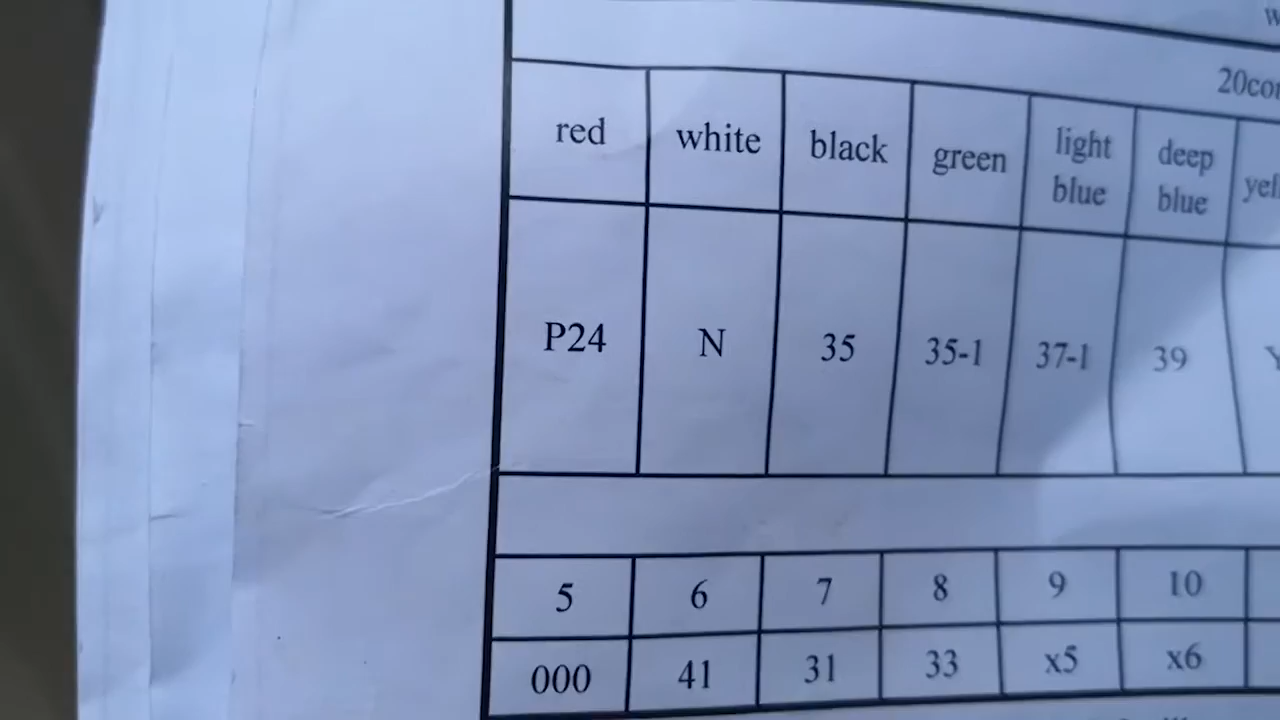 20
red white black green light blue deep blue
P24 N 35 35-1 37-1 39
5 6 7 8 9 10
000 41 31 33 x5 x6